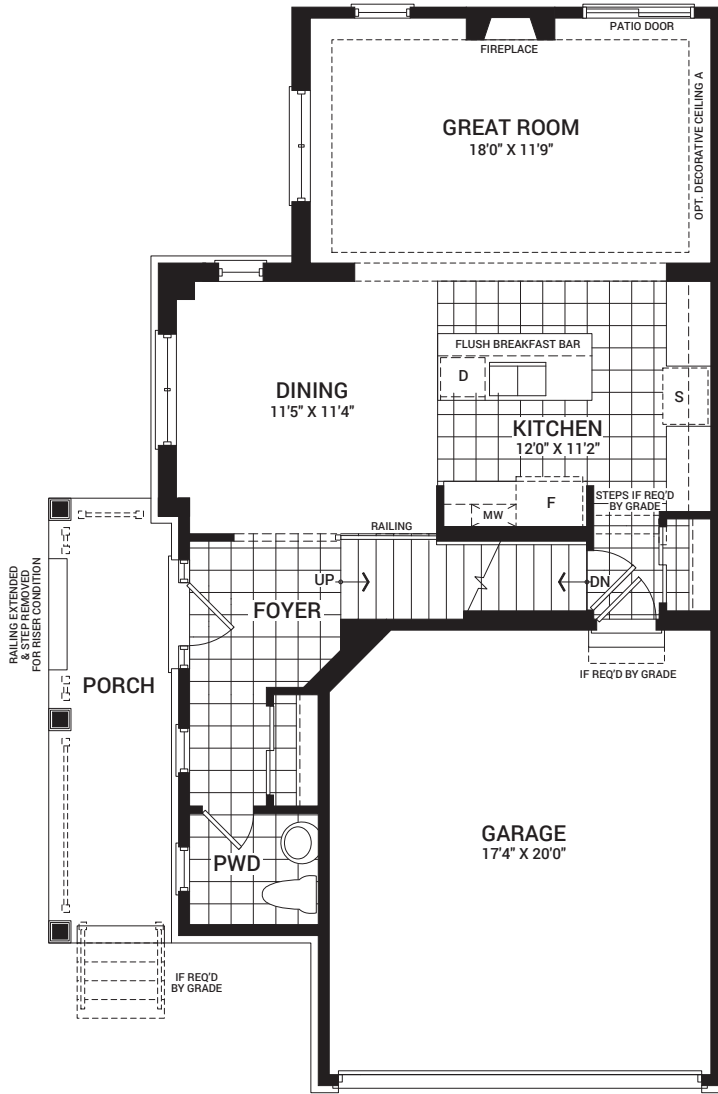 PATIO DOOR
FIREPLACE
OPT. DECORATIVE CEILING A
GREAT ROOM
18'0" X 11'9"
FLUSH BREAKFAST BAR
D
S
DINING
11'5" X 11'4"
KITCHEN
12'0" X 11'2"
F
MW
STEPS IF REQ'D
BY GRADE
RAILING
UP
DN
FOYER
RAILING EXTENDED
& STEP REMOVED
FOR RISER CONDITION
PORCH
IF REQ'D BY GRADE
GARAGE
17'4" X 20'0"
PWD
IF REQ'D
BY GRADE